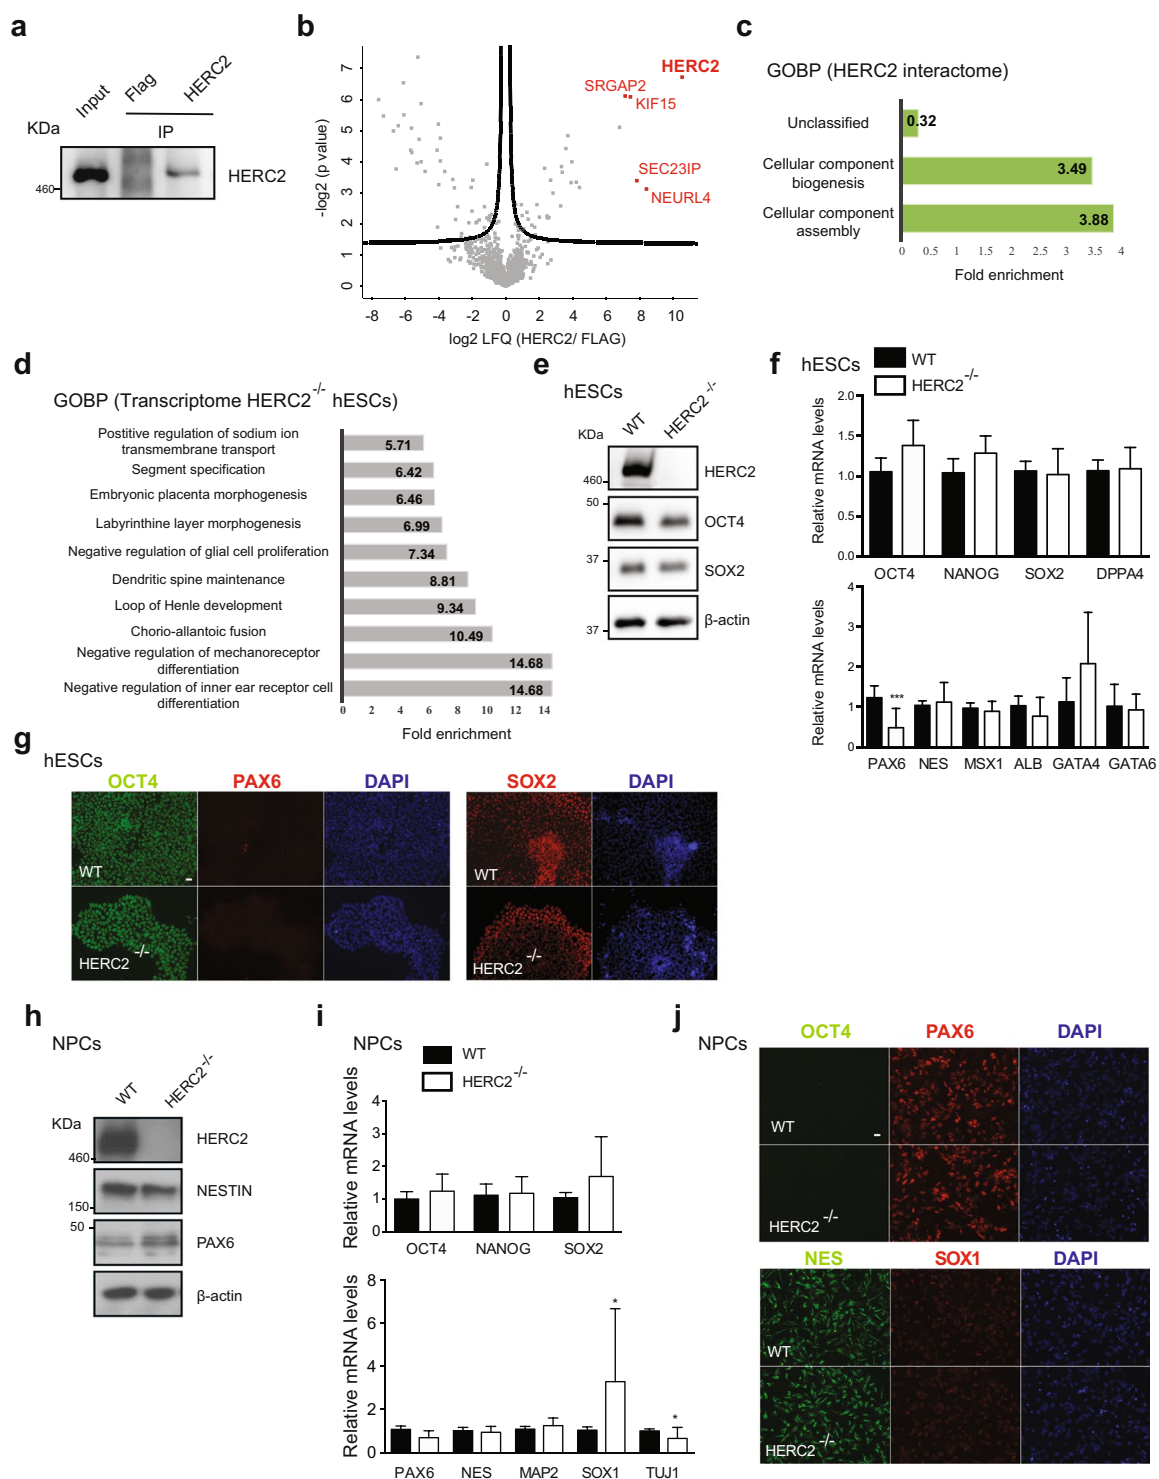 a
Input
Flag
HERC2
IP
KDa
460
HERC2
b
-log2 (p value)
7
6
5
4
3
2
1
0
HERC2
SRGAP2
KIF15
SEC23IP
NEURL4
-8
-6
-4
-2
0
2
4
6
8
10
log2 LFQ (HERC2/ FLAG)
c
GOBP (HERC2 interactome)
Unclassified
0.32
Cellular component
biogenesis
3.49
Cellular component
assembly
3.88
0
0.5
1
1.5
2
2.5
3
3.5
4
Fold enrichment
d
GOBP (Transcriptome HERC2-/- hESCs)
Postitive regulation of sodium ion
transmembrane transport
5.71
Segment specification
6.42
Embryonic placenta morphogenesis
6.46
Labyrinthine layer morphogenesis
6.99
Negative regulation of glial cell proliferation
7.34
Dendritic spine maintenance
8.81
Loop of Henle development
9.34
Chorio-allantoic fusion
10.49
Negative regulation of mechanoreceptor
differentiation
14.68
Negative regulation of inner ear receptor cell
differentiation
14.68
0
2
4
6
8
10
12
14
Fold enrichment
e
hESCs
WT
HERC2-/-
KDa
460
HERC2
50
OCT4
37
SOX2
37
β-actin
f
hESCs
WT
HERC2-/-
Relative mRNA levels
2.0
1.5
1.0
0.5
0.0
OCT4
NANOG
SOX2
DPPA4
Relative mRNA levels
4
3
2
1
0
***
PAX6
NES
MSX1
ALB
GATA4
GATA6
g
hESCs
OCT4
PAX6
DAPI
SOX2
DAPI
WT
WT
HERC2-/-
HERC2-/-
h
NPCs
WT
HERC2-/-
KDa
460
HERC2
NESTIN
150
50
PAX6
β-actin
i
NPCs
WT
HERC2-/-
Relative mRNA levels
4
3
2
1
0
OCT4
NANOG
SOX2
Relative mRNA levels
8
6
4
2
0
*
*
PAX6
NES
MAP2
SOX1
TUJ1
j
NPCs
OCT4
PAX6
DAPI
WT
HERC2-/-
NES
SOX1
DAPI
WT
HERC2-/-